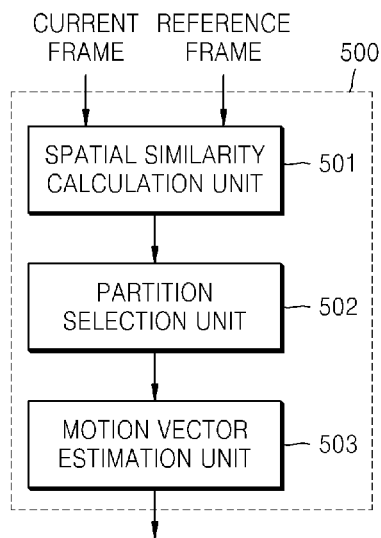 CURRENT FRAME
REFERENCE FRAME
500
SPATIAL SIMILARITY
CALCULATION UNIT
501
PARTITION
SELECTION UNIT
502
MOTION VECTOR
ESTIMATION UNIT
503